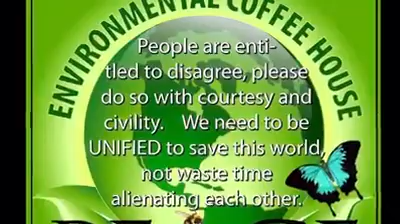 ENVIRONMENTAL COFFEE HOUSE
People are enti-
tled to disagree, please
do so with courtesy and
civility. We need to be
UNIFIED to save this world,
not waste time
alienating each other.